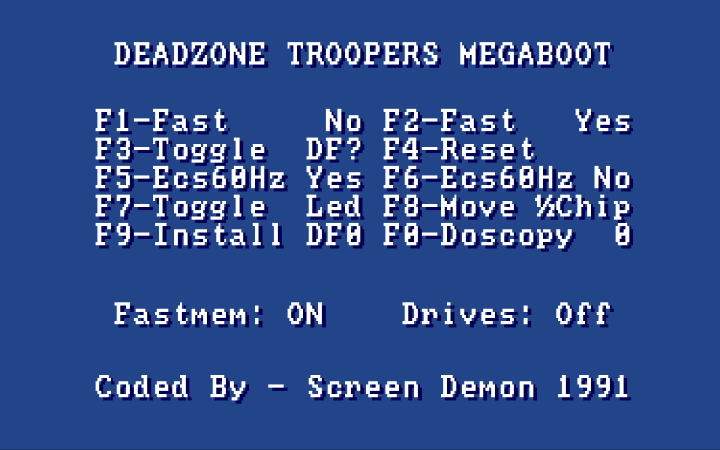 DEADZONE TROOPERS MEGABOOT
F1-Fast     No F2-Fast   Yes
F3-Toggle  DF? F4-Reset
F5-Ecs60Hz Yes F6-Ecs60Hz No
F7-Toggle  Led F8-Move ½Chip
F9-Install DF0 F0-Doscopy  0
Fastmem: ON    Drives: Off
Coded By - Screen Demon 1991